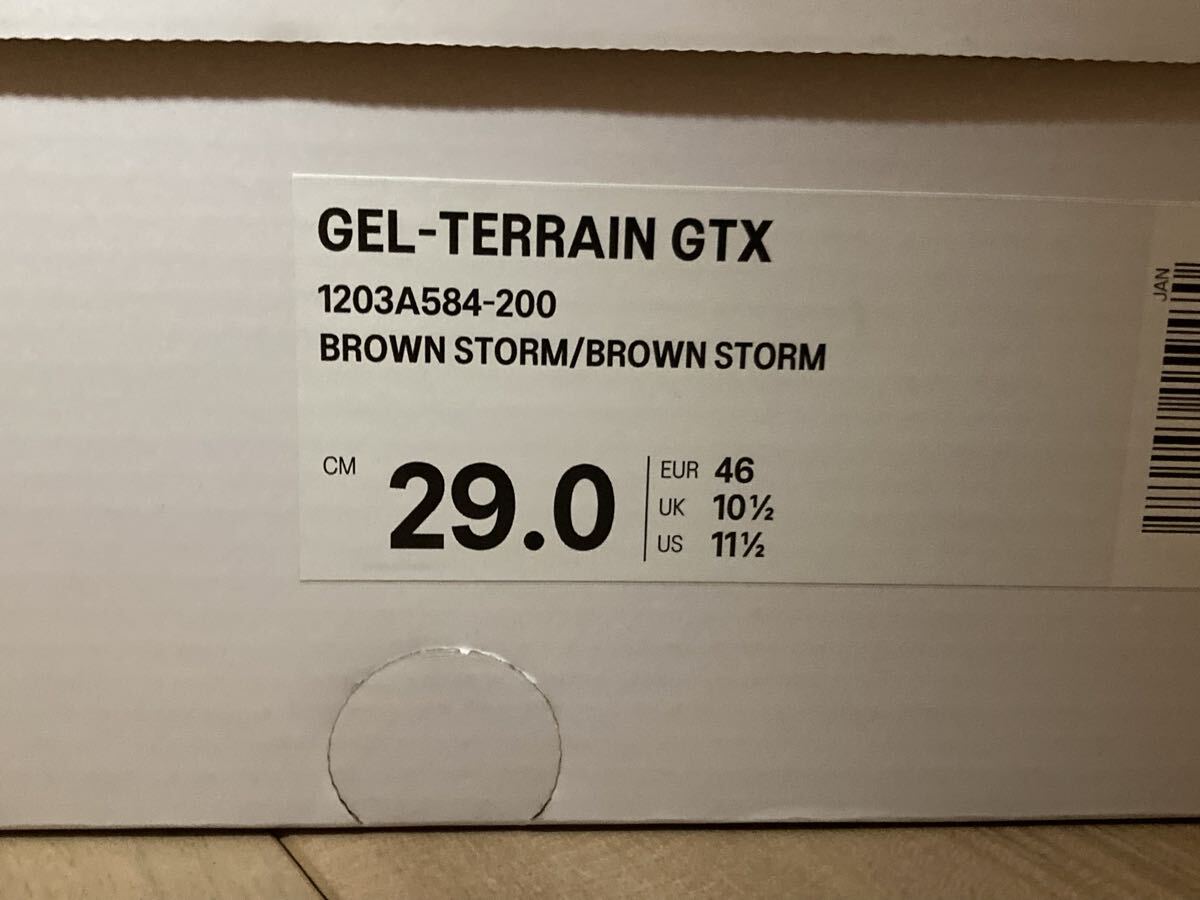 GEL-TERRAIN GTX
1203A584-200
BROWN STORM/BROWN STORM
CM 29.0
EUR 46
UK 10½
US 11½
JAN